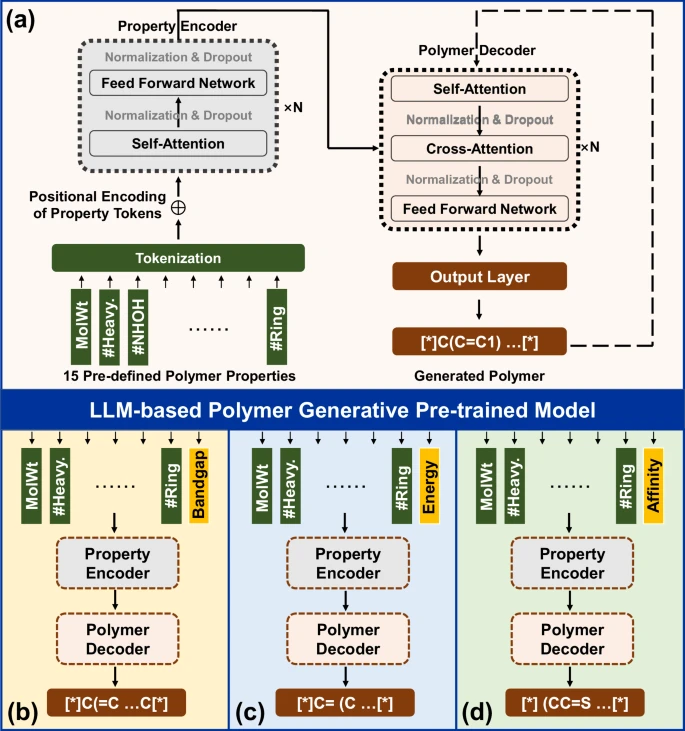 (a)
Property Encoder
Normalization & Dropout
Feed Forward Network
Normalization & Dropout
Self-Attention
×N
Positional Encoding
of Property Tokens
Tokenization
MolWt
#Heavy.
#NHOH
......
#Ring
15 Pre-defined Polymer Properties
Polymer Decoder
Self-Attention
Normalization & Dropout
Cross-Attention
Normalization & Dropout
Feed Forward Network
×N
Output Layer
[*]C(C=C1) ...[*]
Generated Polymer
LLM-based Polymer Generative Pre-trained Model
MolWt
#Heavy.
......
#Ring
Bandgap
Property
Encoder
Polymer
Decoder
[*]C(=C ...C[*]
(b)
MolWt
#Heavy.
......
#Ring
Energy
Property
Encoder
Polymer
Decoder
[*]C= (C ...[*]
(c)
MolWt
#Heavy.
......
#Ring
Affinity
Property
Encoder
Polymer
Decoder
[*] (CC=S ...[*]
(d)